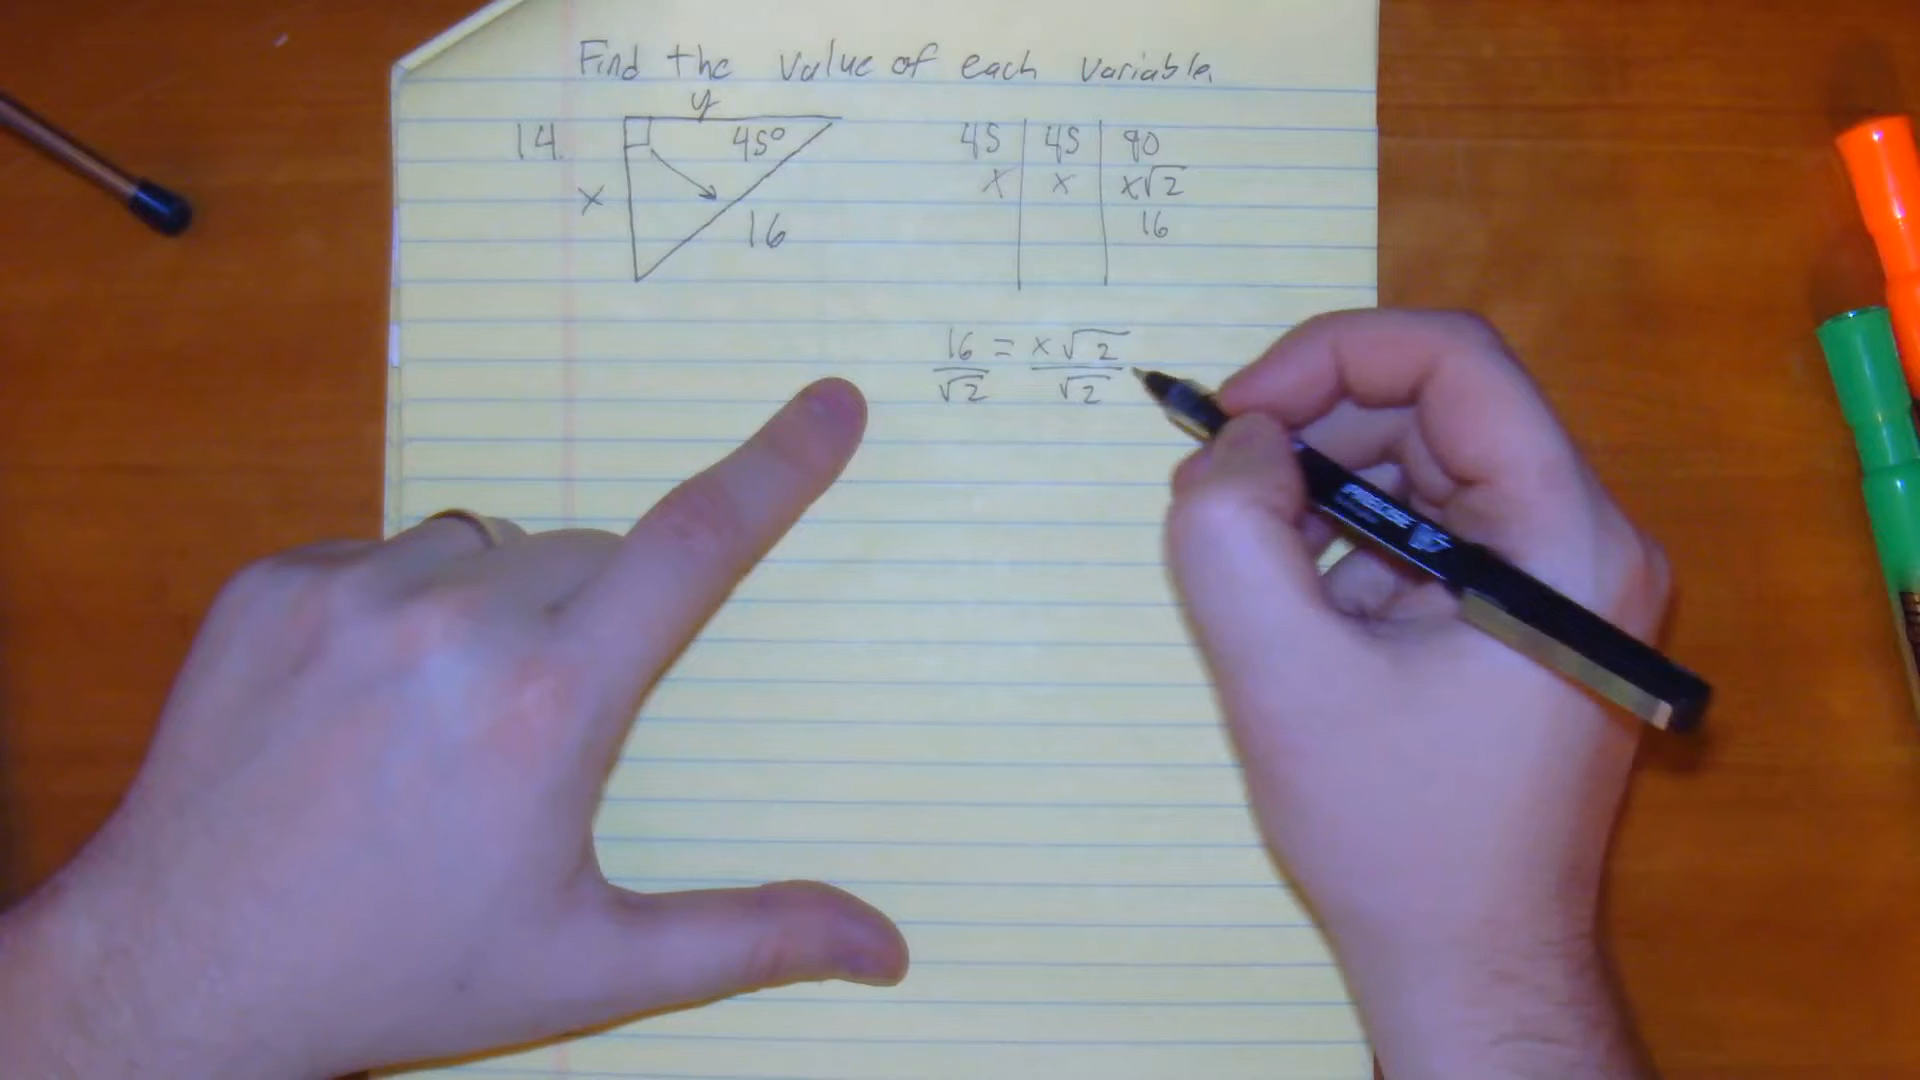 Find the value of each variable.
y
14.
45°
x
16
45 45 90
x x x√2
16
16 = x√2
√2 √2
PRECISE V7